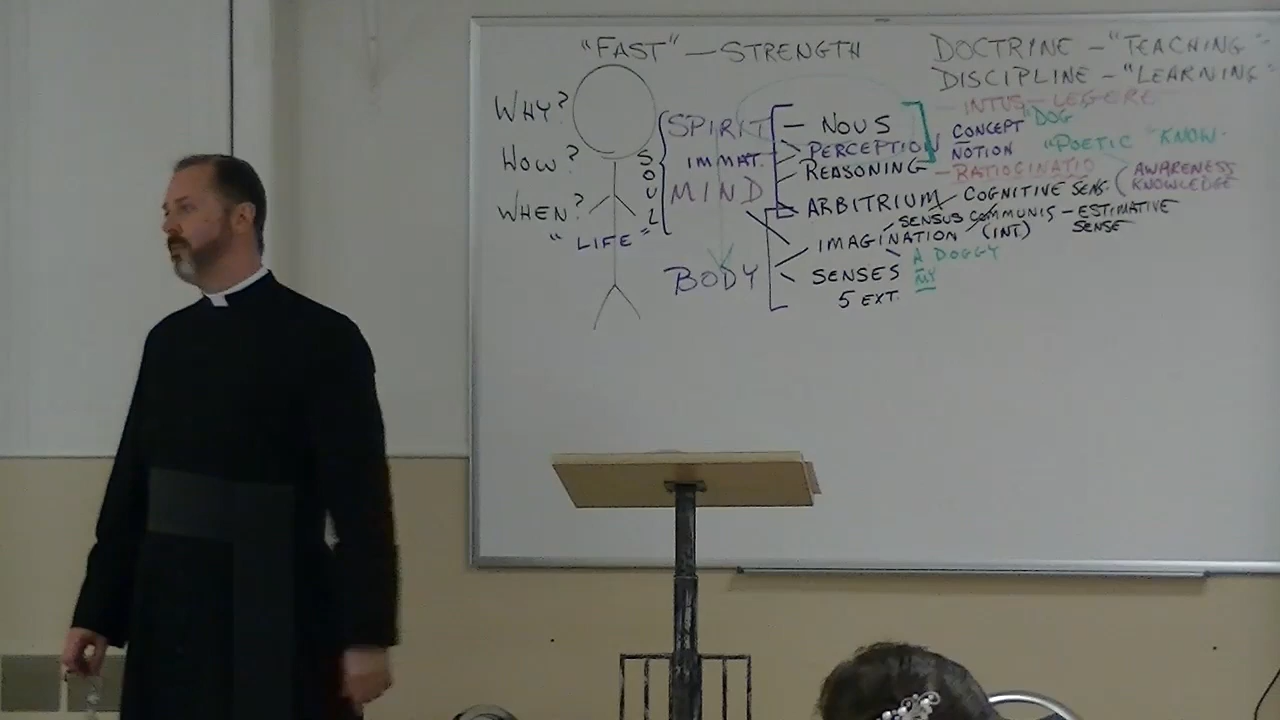 "FAST" — STRENGTH
DOCTRINE - "TEACHING"
DISCIPLINE - "LEARNING"
WHY?
HOW?
WHEN?
SOUL
"LIFE"
SPIRIT
IMMAT.
MIND
BODY
— NOUS
PERCEPTION
REASONING
ARBITRIUM
IMAGINATION
SENSES
5 EXT.
— INTUS - LEGERE
CONCEPT "DOG
NOTION
"POETIC "KNOW-
— RATIOGINATIO
AWARENESS
KNOWLEDGE
COGNITIVE SENS.
SENSUS COMMUNIS - ESTIMATIVE
SENSE
(INT)
A DOGGY
MY